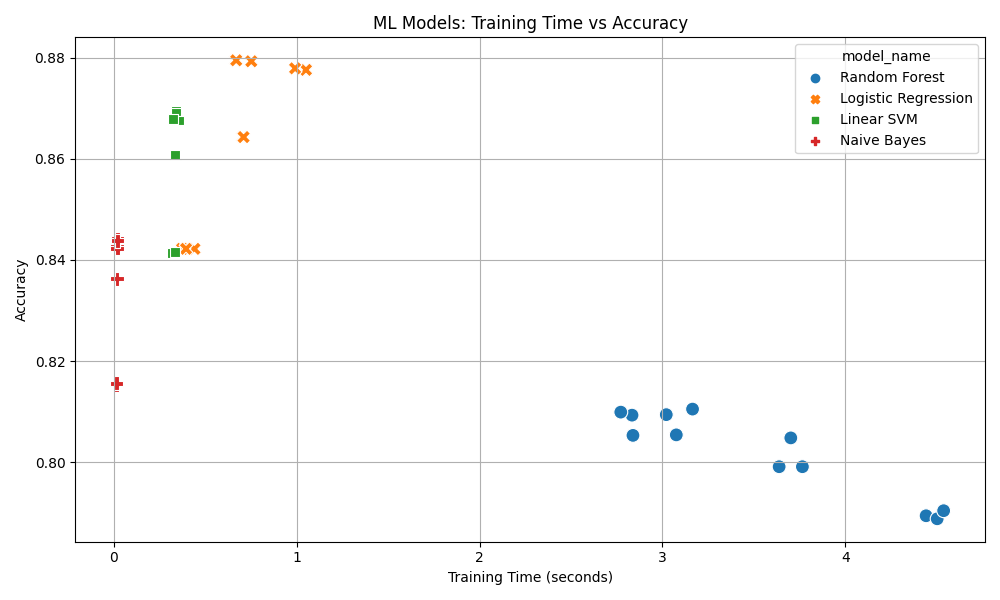 ML Models: Training Time vs Accuracy
model_name
Random Forest
Logistic Regression
Linear SVM
Naive Bayes
0.88
0.86
0.84
0.82
0.80
Accuracy
0
1
2
3
4
Training Time (seconds)